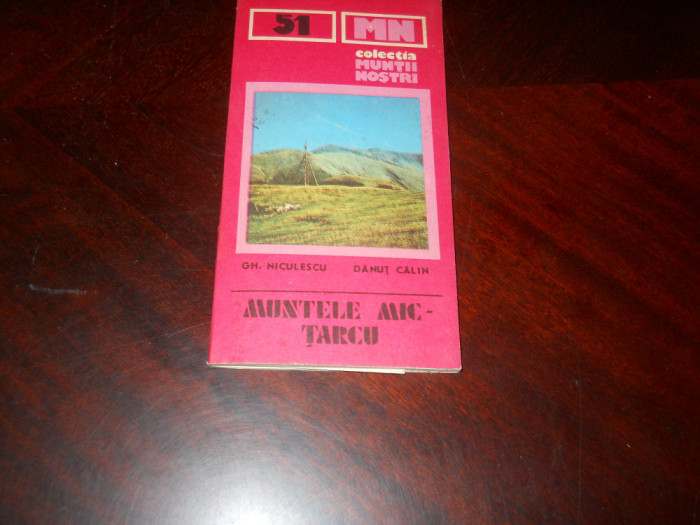 51 MN
colecția
MUNȚII
NOȘTRI
GH. NICULESCU DĂNUȚ CĂLIN
MUNTELE MIC -
ȚARCU